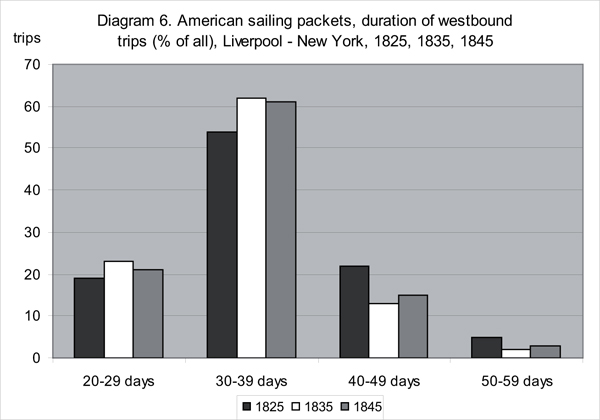 Diagram 6. American sailing packets, duration of westbound
trips (% of all), Liverpool - New York, 1825, 1835, 1845
trips
70
60
50
40
30
20
10
0
20-29 days 30-39 days 40-49 days 50-59 days
1825 1835 1845